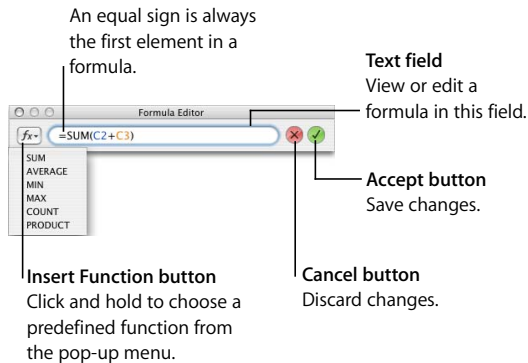 An equal sign is always
the first element in a
formula.
Text field
View or edit a
formula in this field.
Formula Editor
fx
=SUM(C2+C3)
SUM
AVERAGE
MIN
MAX
COUNT
PRODUCT
Accept button
Save changes.
Insert Function button
Click and hold to choose a
predefined function from
the pop-up menu.
Cancel button
Discard changes.